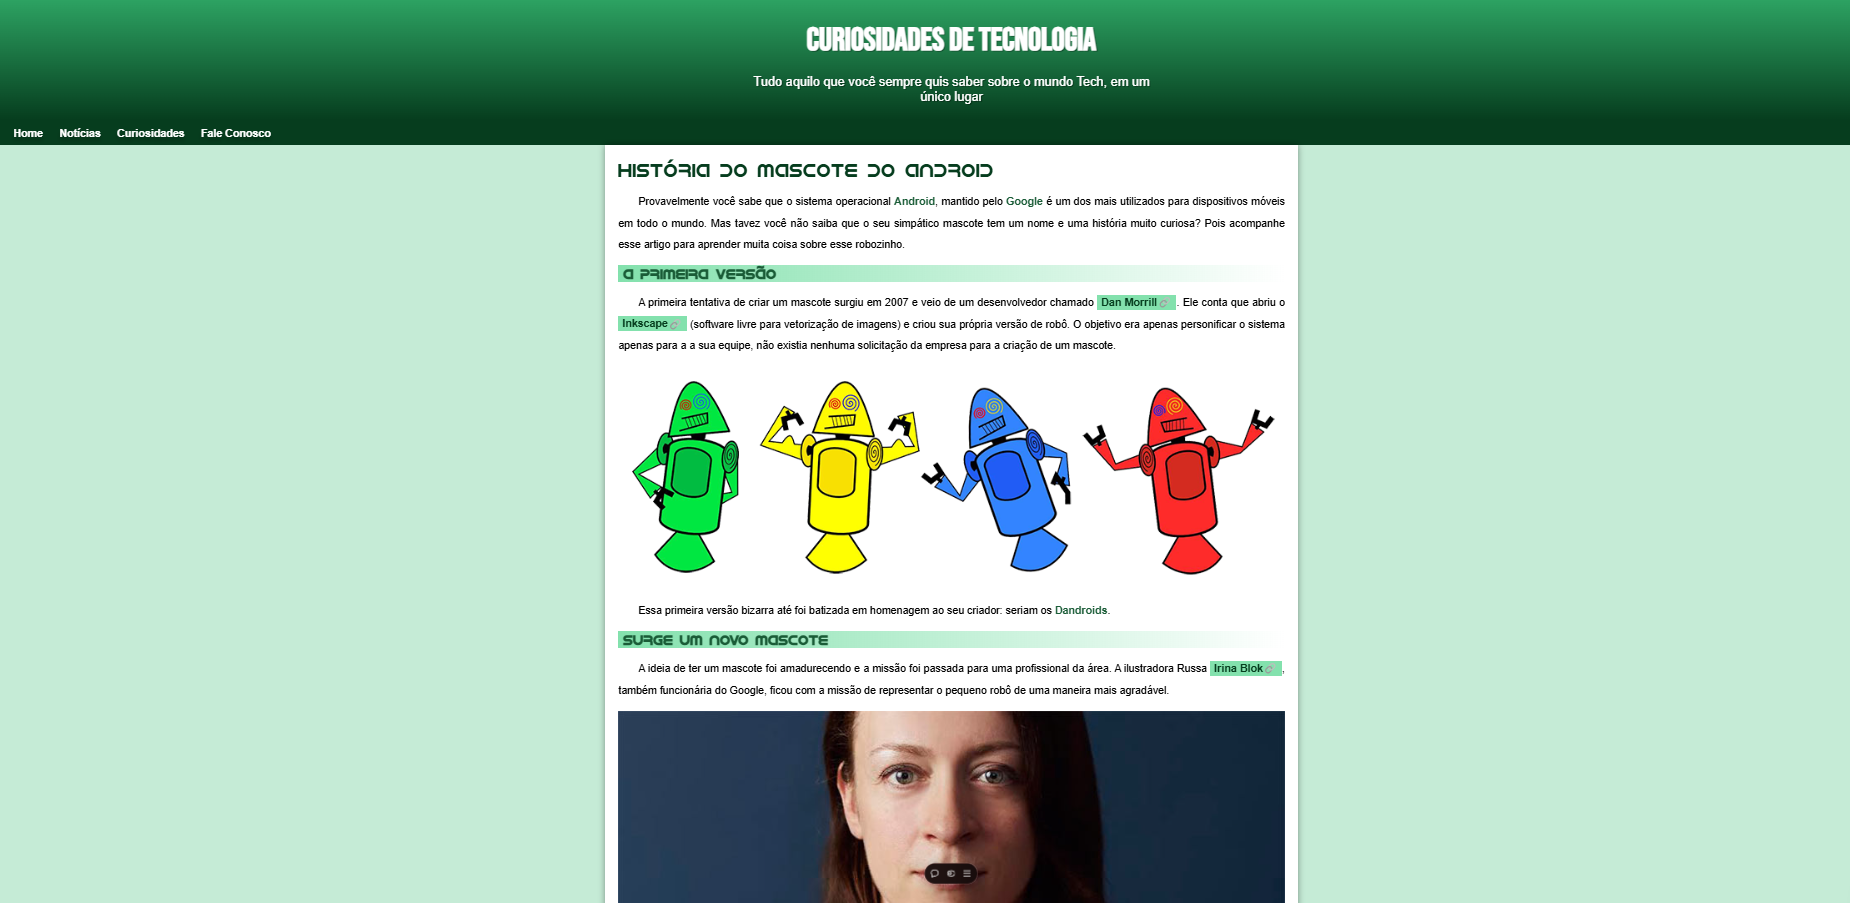 CURIOSIDADES DE TECNOLOGIA
Tudo aquilo que você sempre quis saber sobre o mundo Tech, em um
único lugar
Home Notícias Curiosidades Fale Conosco
HISTÓRIA DO MASCOTE DO ANDROID
Provavelmente você sabe que o sistema operacional Android, mantido pelo Google é um dos mais utilizados para dispositivos móveis
em todo o mundo. Mas tavez você não saiba que o seu simpático mascote tem um nome e uma história muito curiosa? Pois acompanhe
esse artigo para aprender muita coisa sobre esse robozinho.
A PRIMEIRA VERSÃO
A primeira tentativa de criar um mascote surgiu em 2007 e veio de um desenvolvedor chamado Dan Morrill. Ele conta que abriu o
Inkscape (software livre para vetorização de imagens) e criou sua própria versão de robô. O objetivo era apenas personificar o sistema
apenas para a a sua equipe, não existia nenhuma solicitação da empresa para a criação de um mascote.
Essa primeira versão bizarra até foi batizada em homenagem ao seu criador: seriam os Dandroids.
SURGE UM NOVO MASCOTE
A ideia de ter um mascote foi amadurecendo e a missão foi passada para uma profissional da área. A ilustradora Russa Irina Blok,
também funcionária do Google, ficou com a missão de representar o pequeno robô de uma maneira mais agradável.